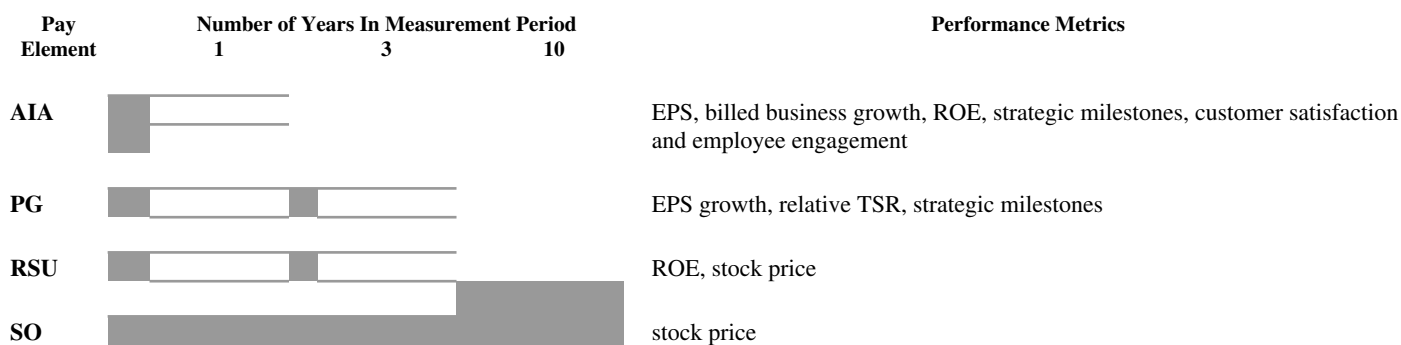 Pay Number of Years In Measurement Period Performance Metrics
Element 1 3 10
AIA EPS, billed business growth, ROE, strategic milestones, customer satisfaction
and employee engagement
PG EPS growth, relative TSR, strategic milestones
RSU ROE, stock price
SO stock price